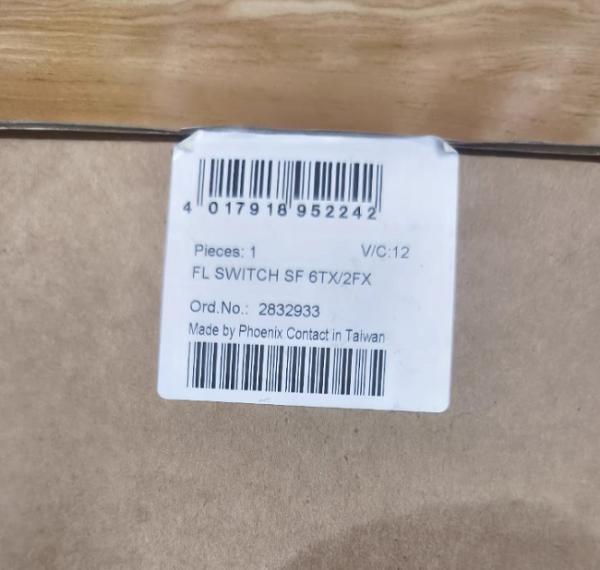 4 017918 952242
Pieces: 1 V/C:12
FL SWITCH SF 6TX/2FX
Ord.No.: 2832933
Made by Phoenix Contact in Taiwan